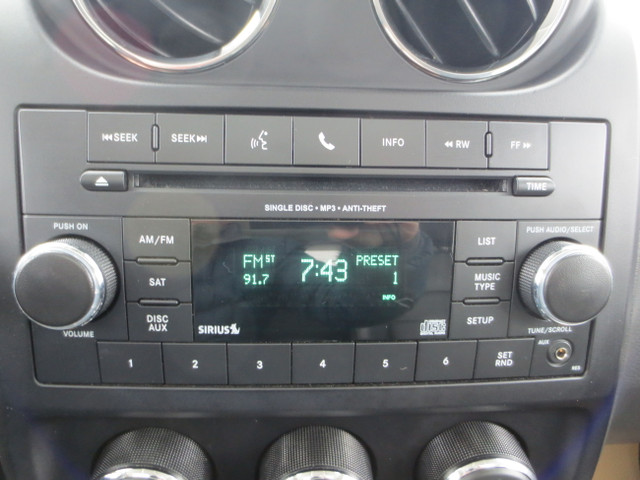 SEEK SEEK INFO RW FF
TIME
SINGLE DISC • MP3 • ANTI-THEFT
PUSH ON AM/FM LIST PUSH AUDIO/SELECT
FM ST 7:43 PRESET
91.7 1
SAT MUSIC TYPE
INFO
DISC AUX SIRIUS SETUP
VOLUME TUNE/SCROLL
1 2 3 4 5 6 SET RND AUX